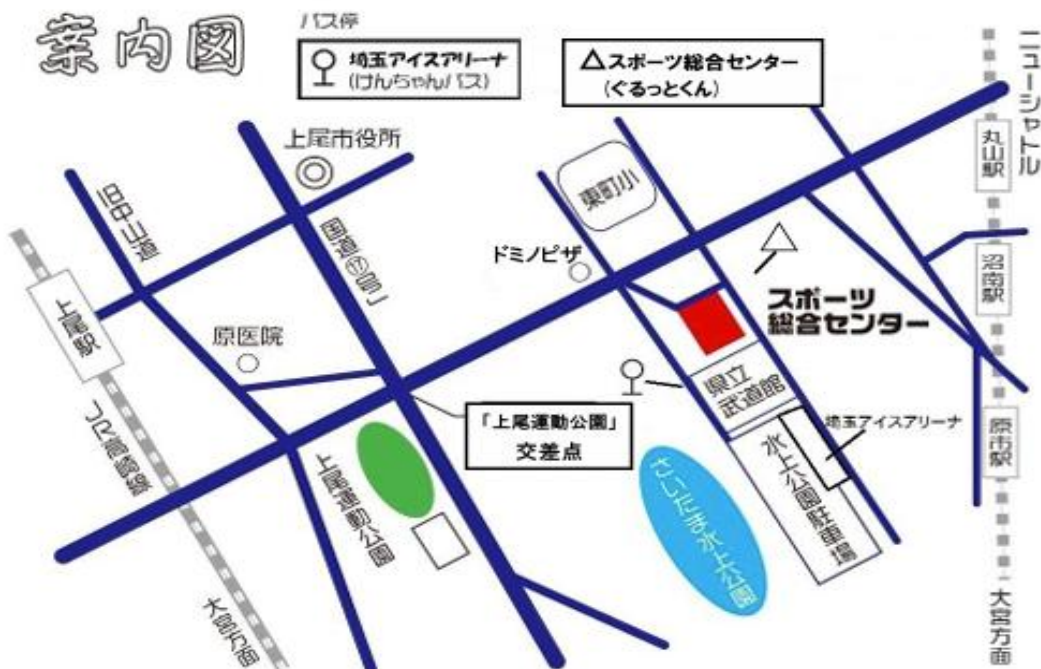 案内図
バス停
埼玉アイスアリーナ
(けんちゃんバス)
△スポーツ総合センター
(ぐるっとくん)
ニューシャトル
丸山駅
上尾市役所
東町小
旧中山道
国道⑰号
ドミノピザ
沼南駅
上尾駅
原医院
スポーツ
総合センター
県立
武道館
「上尾運動公園」
交差点
埼玉アイスアリーナ
原市駅
JR高崎線
上尾運動公園
さいたま水上公園
水上公園駐車場
大宮方面
大宮方面